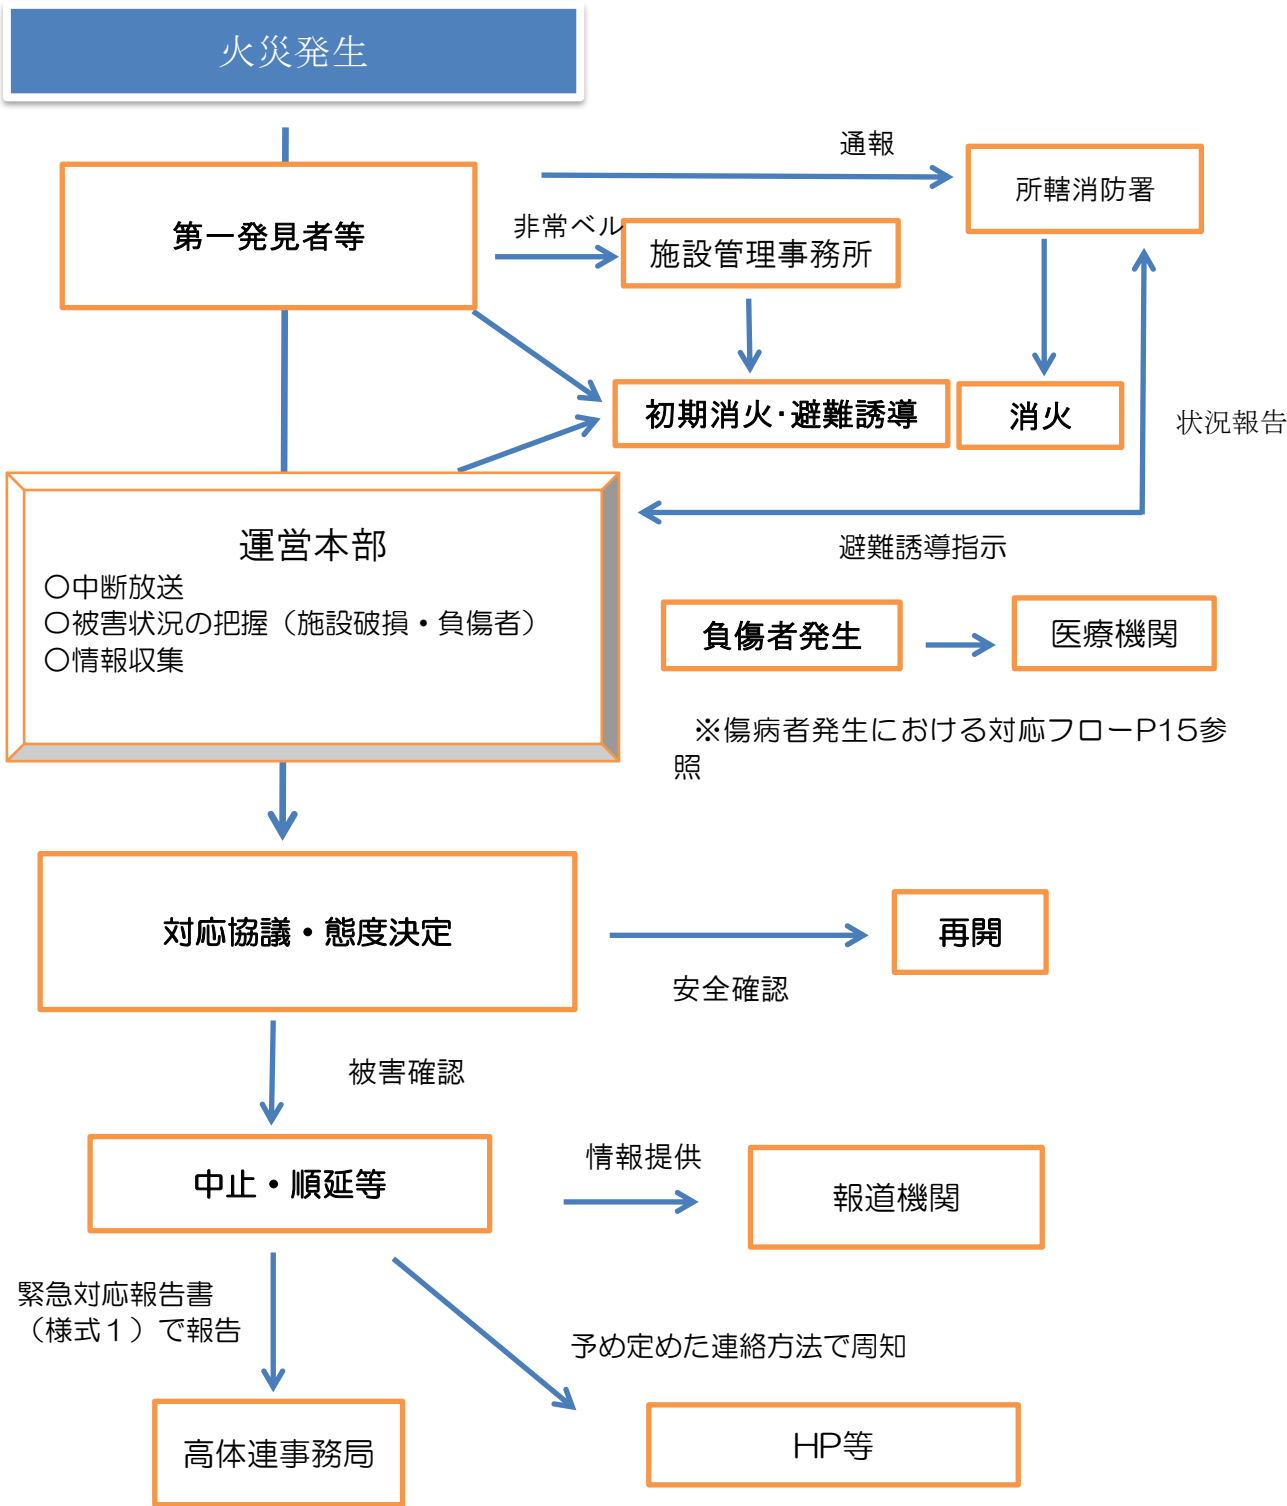 火災発生
通報
所轄消防署
第一発見者等
非常ベル
施設管理事務所
初期消火･避難誘導
消火
状況報告
運営本部
〇中断放送
〇被害状況の把握（施設破損・負傷者）
〇情報収集
避難誘導指示
負傷者発生
医療機関
※傷病者発生における対応フローP15参
照
対応協議・態度決定
再開
安全確認
被害確認
中止・順延等
情報提供
報道機関
緊急対応報告書
（様式１）で報告
予め定めた連絡方法で周知
高体連事務局
HP等